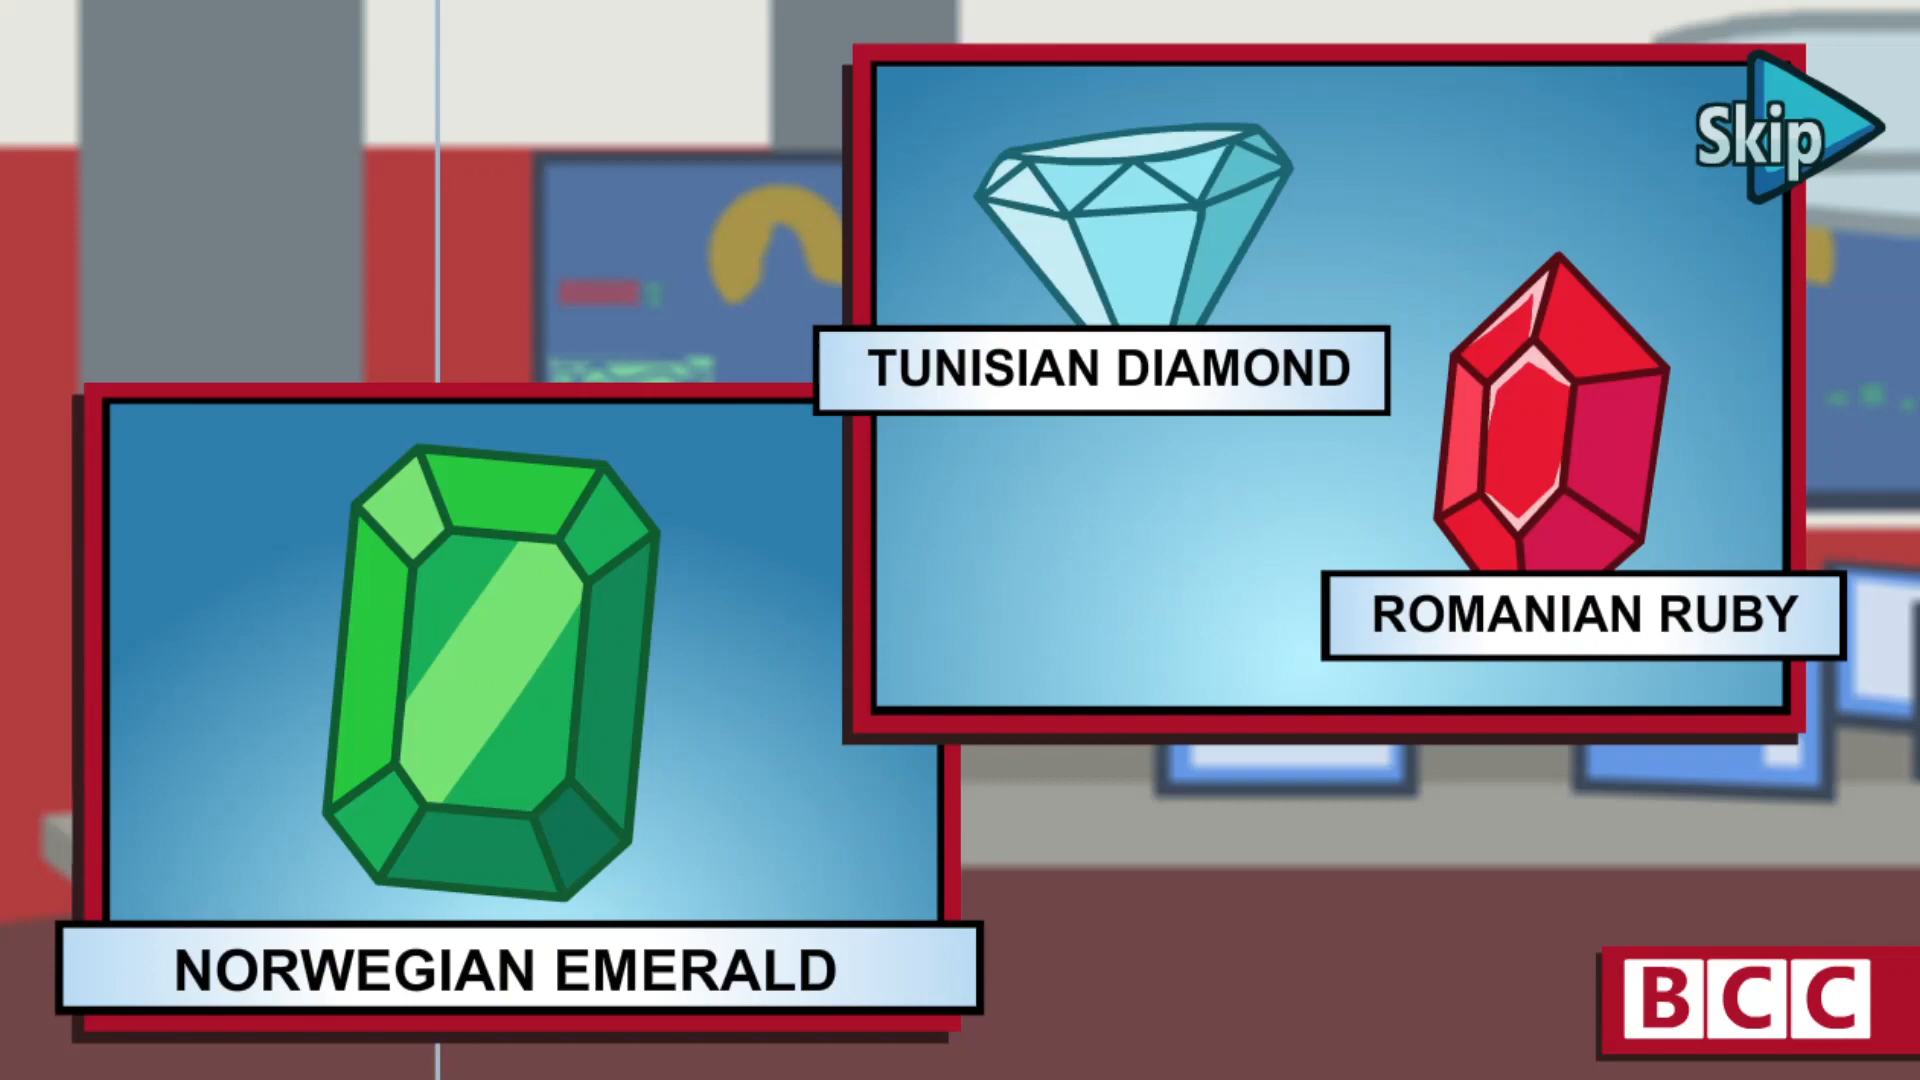 Skip
TUNISIAN DIAMOND
ROMANIAN RUBY
NORWEGIAN EMERALD
BCC